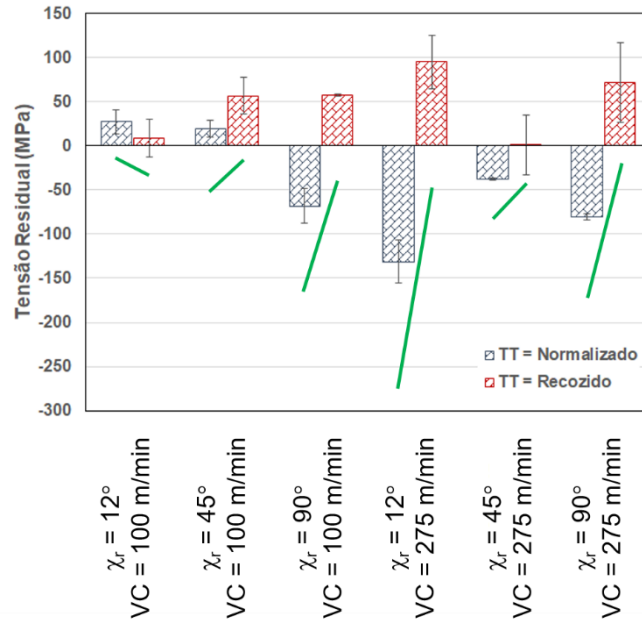 Tensão Residual (MPa)
100
150
50
0
-50
-100
-150
-200
-250
-300
TT = Normalizado
TT = Recozido
χr = 12°
VC = 100 m/min
χr = 45°
VC = 100 m/min
χr = 90°
VC = 100 m/min
χr = 12°
VC = 275 m/min
χr = 45°
VC = 275 m/min
χr = 90°
VC = 275 m/min